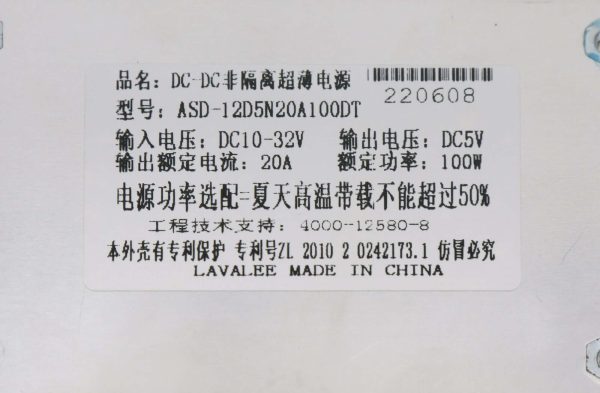 品名：DC-DC非隔离超薄电源
220608
型号：ASD-12D5N20A100DT
输入电压：DC10-32V 输出电压：DC5V
输出额定电流：20A 额定功率：100W
电源功率选配=夏天高温带载不能超过50%
工程技术支持：4000-12580-8
本外壳有专利保护 专利号ZL 2010 2 0242173.1 仿冒必究
LAVALEE MADE IN CHINA